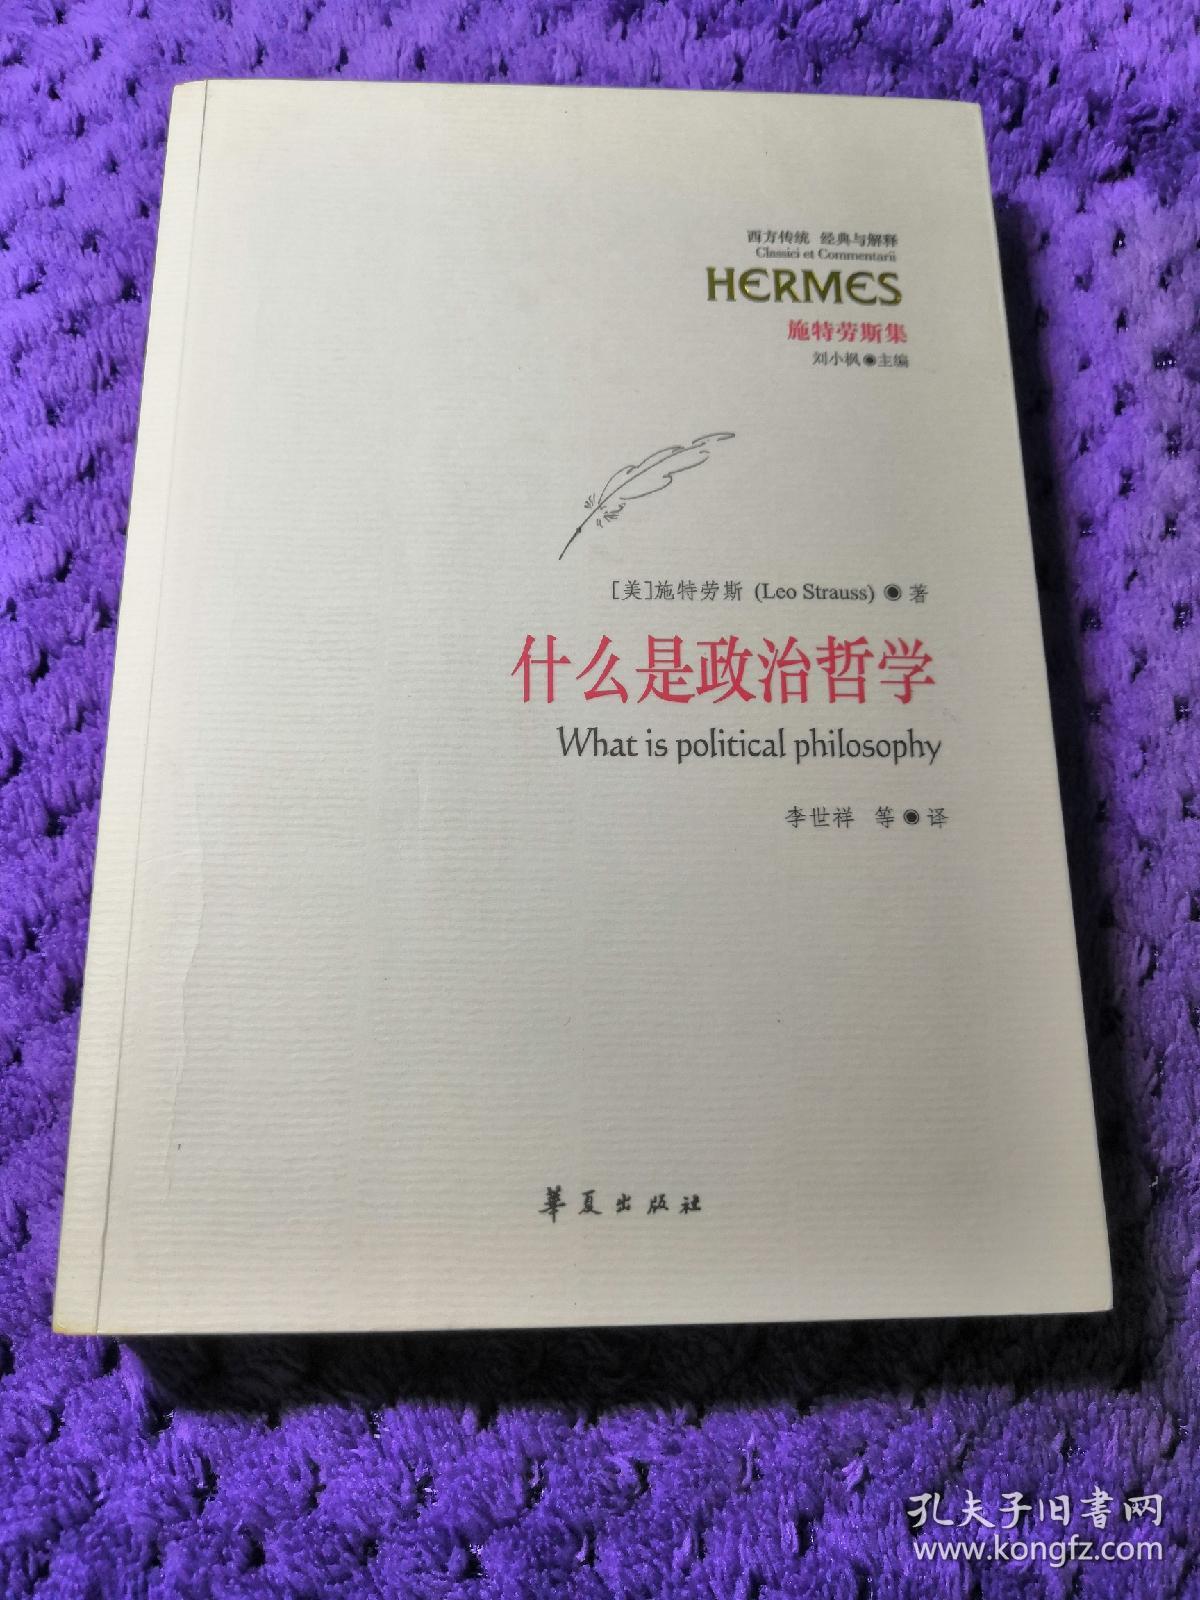 西方传统 经典与解释
Classici et Commentarii
HERMES
施特劳斯集
刘小枫◉主编
[美]施特劳斯 (Leo Strauss) ◉ 著
什么是政治哲学
What is political philosophy
李世祥 等 ◉ 译
華夏出版社
孔夫子旧書网
www.kongfz.com